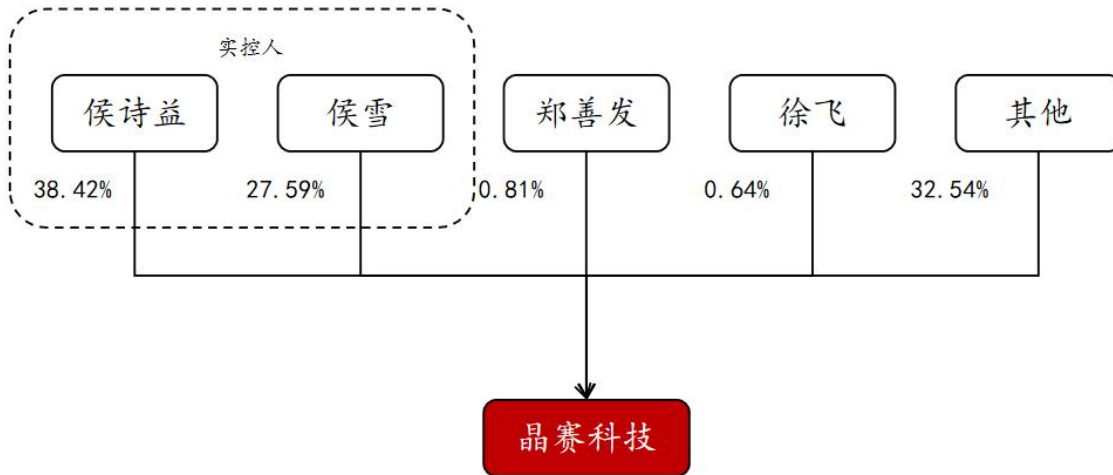 实控人
侯诗益
侯雪
郑善发
徐飞
其他
38.42%
27.59%
0.81%
0.64%
32.54%
晶赛科技